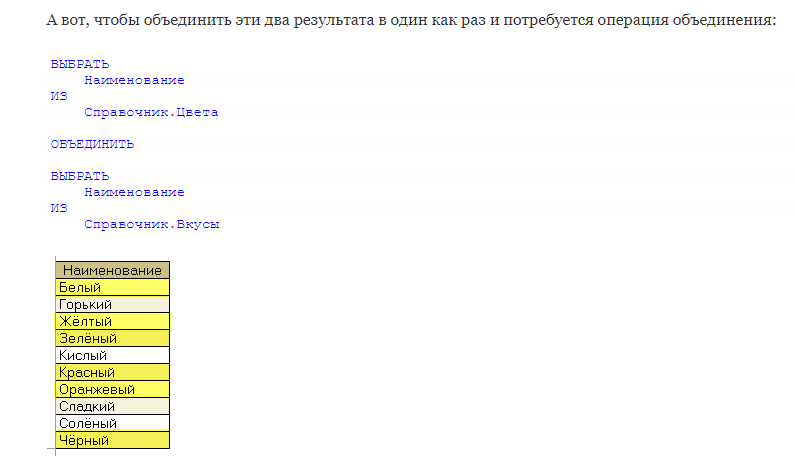 А вот, чтобы объединить эти два результата в один как раз и потребуется операция объединения:
ВЫБРАТЬ
Наименование
ИЗ
Справочник.Цвета
ОБЪЕДИНИТЬ
ВЫБРАТЬ
Наименование
ИЗ
Справочник.Вкусы
Наименование
Белый
Горький
Жёлтый
Зелёный
Кислый
Красный
Оранжевый
Сладкий
Солёный
Чёрный